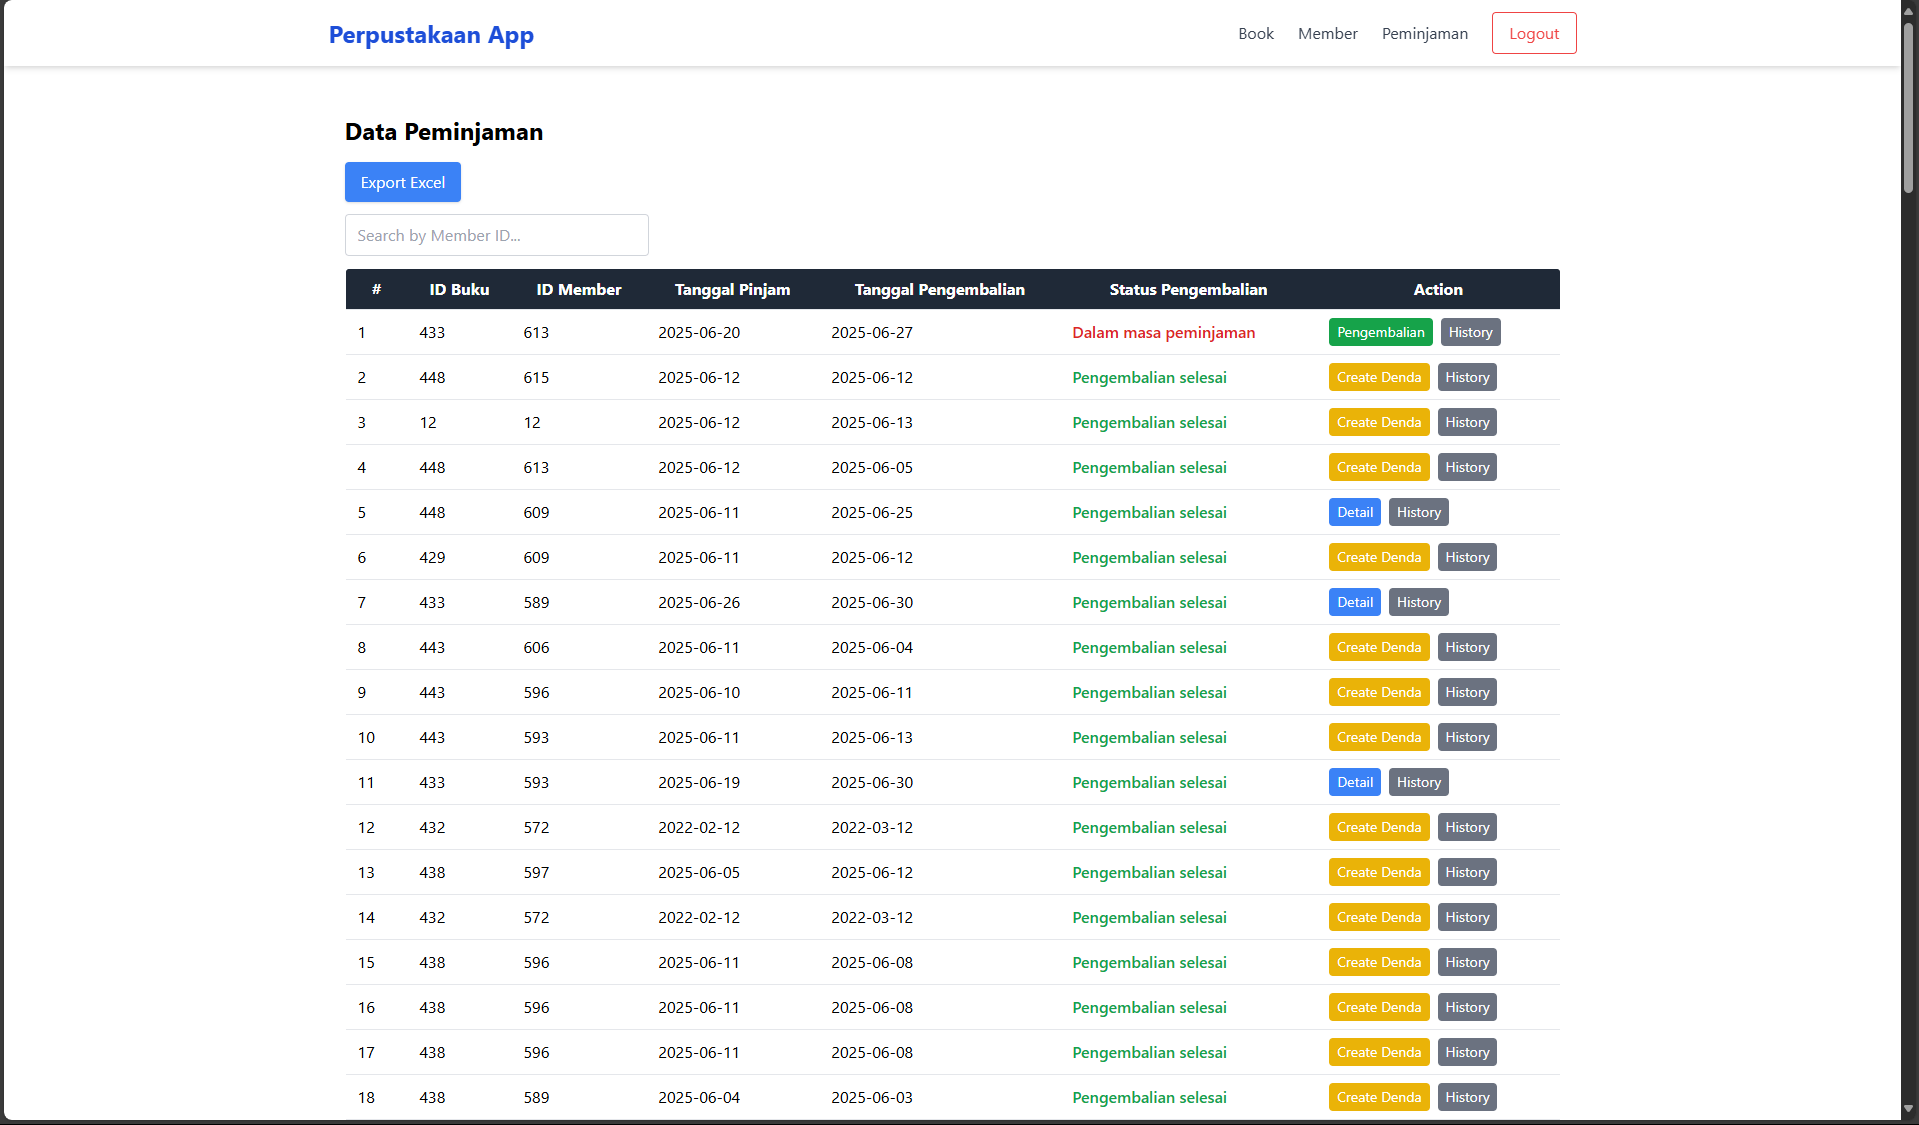 Perpustakaan App Book Member Peminjaman Logout
Data Peminjaman
Export Excel
Search by Member ID...
# ID Buku ID Member Tanggal Pinjam Tanggal Pengembalian Status Pengembalian Action
1 433 613 2025-06-20 2025-06-27 Dalam masa peminjaman Pengembalian History
2 448 615 2025-06-12 2025-06-12 Pengembalian selesai Create Denda History
3 12 12 2025-06-12 2025-06-13 Pengembalian selesai Create Denda History
4 448 613 2025-06-12 2025-06-05 Pengembalian selesai Create Denda History
5 448 609 2025-06-11 2025-06-25 Pengembalian selesai Detail History
6 429 609 2025-06-11 2025-06-12 Pengembalian selesai Create Denda History
7 433 589 2025-06-26 2025-06-30 Pengembalian selesai Detail History
8 443 606 2025-06-11 2025-06-04 Pengembalian selesai Create Denda History
9 443 596 2025-06-10 2025-06-11 Pengembalian selesai Create Denda History
10 443 593 2025-06-11 2025-06-13 Pengembalian selesai Create Denda History
11 433 593 2025-06-19 2025-06-30 Pengembalian selesai Detail History
12 432 572 2022-02-12 2022-03-12 Pengembalian selesai Create Denda History
13 438 597 2025-06-05 2025-06-12 Pengembalian selesai Create Denda History
14 432 572 2022-02-12 2022-03-12 Pengembalian selesai Create Denda History
15 438 596 2025-06-11 2025-06-08 Pengembalian selesai Create Denda History
16 438 596 2025-06-11 2025-06-08 Pengembalian selesai Create Denda History
17 438 596 2025-06-11 2025-06-08 Pengembalian selesai Create Denda History
18 438 589 2025-06-04 2025-06-03 Pengembalian selesai Create Denda History